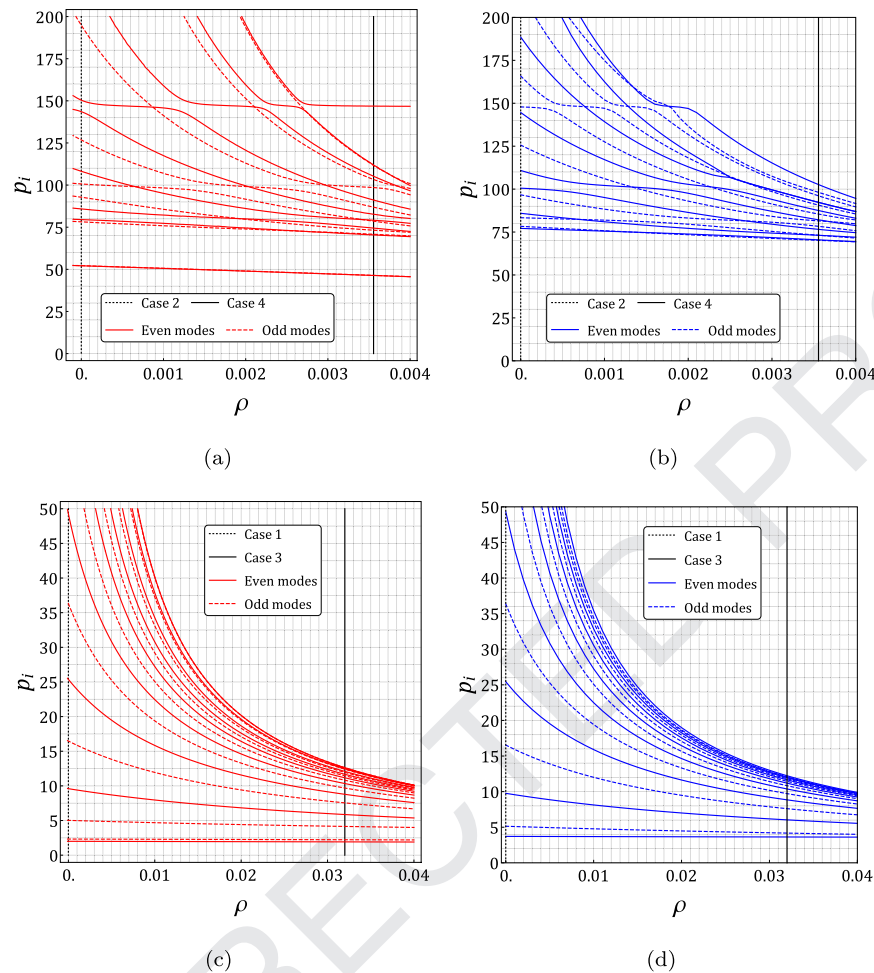 200
175
150
125
100
75
50
25
0
p_i
Case 2 Case 4
Even modes Odd modes
0. 0.001 0.002 0.003 0.004
ρ
(a)
200
175
150
125
100
75
50
25
0
p_i
Case 2 Case 4
Even modes Odd modes
0. 0.001 0.002 0.003 0.004
ρ
(b)
50
45
40
35
30
25
20
15
10
5
0
p_i
Case 1
Case 3
Even modes
Odd modes
0. 0.01 0.02 0.03 0.04
ρ
(c)
50
45
40
35
30
25
20
15
10
5
0
p_i
Case 1
Case 3
Even modes
Odd modes
0. 0.01 0.02 0.03 0.04
ρ
(d)
RECTED PRO